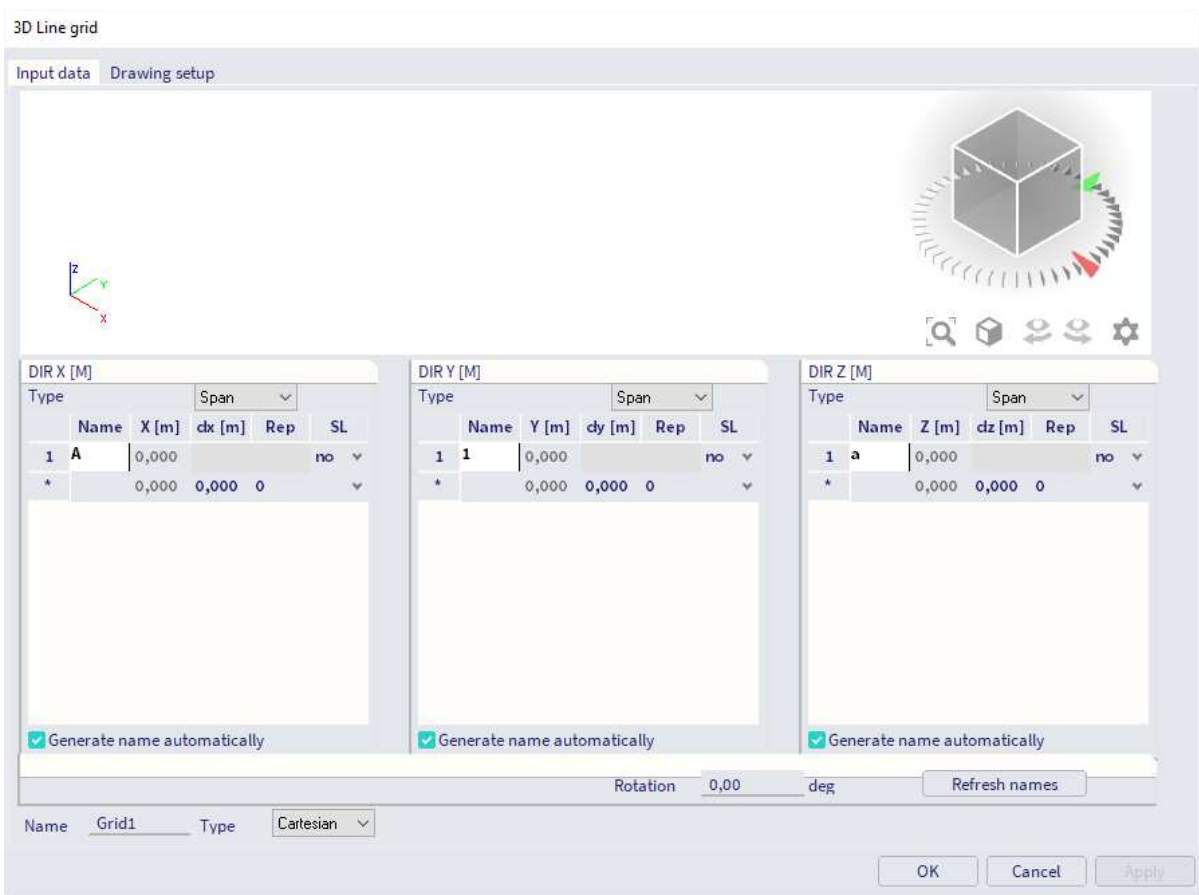 3D Line grid
Input data Drawing setup
Z
Y
X
DIR X [M] DIR Y [M] DIR Z [M]
Type Span Type Span Type Span
Name X [m] dx [m] Rep SL Name Y [m] dy [m] Rep SL Name Z [m] dz [m] Rep SL
1 A 0,000 no 1 1 0,000 no 1 a 0,000 no
* 0,000 0,000 0 * 0,000 0,000 0 * 0,000 0,000 0
Generate name automatically Generate name automatically Generate name automatically
Rotation 0,00 deg Refresh names
Name Grid1 Type Cartesian
OK Cancel Apply